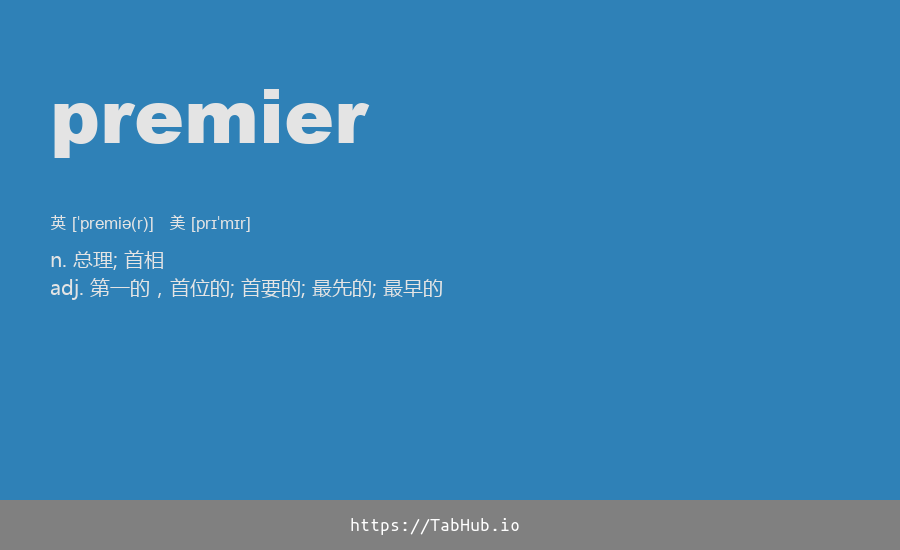 premier
英 [ˈpremiə(r)] 美 [prɪˈmɪr]
n. 总理; 首相
adj. 第一的，首位的; 首要的; 最先的; 最早的
https://TabHub.io